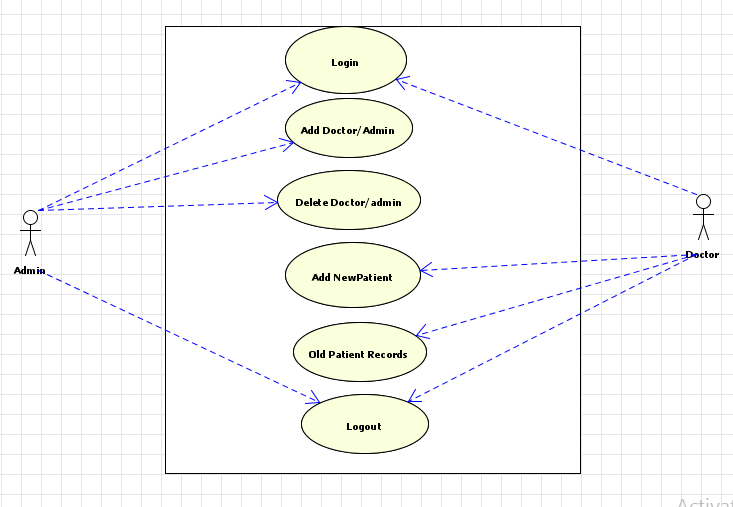 Login
Add Doctor/Admin
Delete Doctor/admin
Admin
Doctor
Add NewPatient
Old Patient Records
Logout